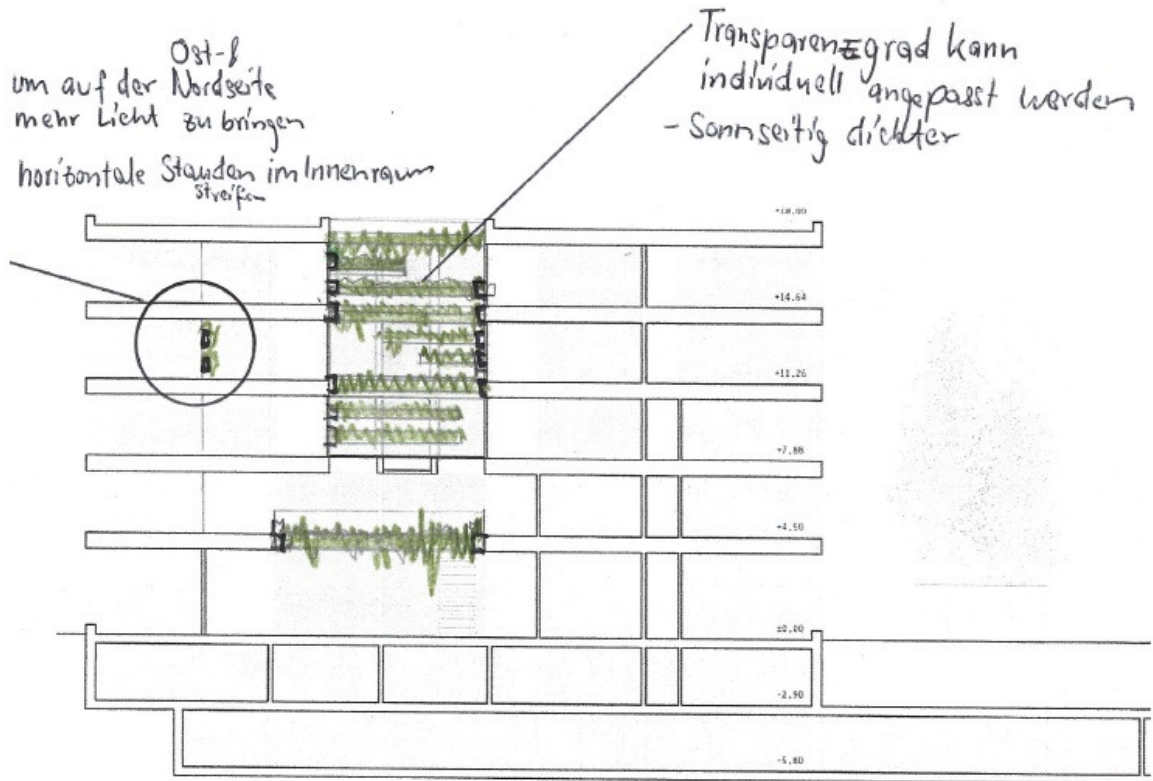 Ost-
um auf der Nordseite
mehr Licht zu bringen
horizontale Stauden im Innenraum
Streifen
Transparenzgrad kann
individuell angepasst werden
- Sonnseitig dichter
+18.00
+14.64
+11.26
+7.88
+4.50
±0.00
-2.90
-5.80